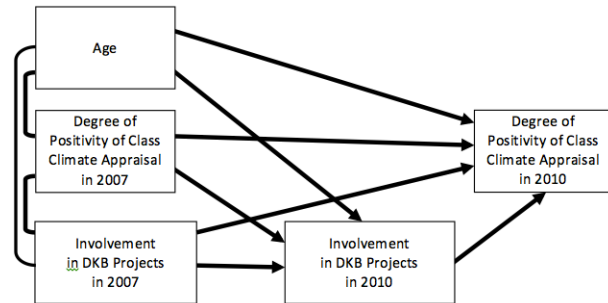 Age
Degree of
Positivity of Class
Climate Appraisal
in 2007
Degree of
Positivity of Class
Climate Appraisal
in 2010
Involvement
in DKB Projects
in 2007
Involvement
in DKB Projects
in 2010